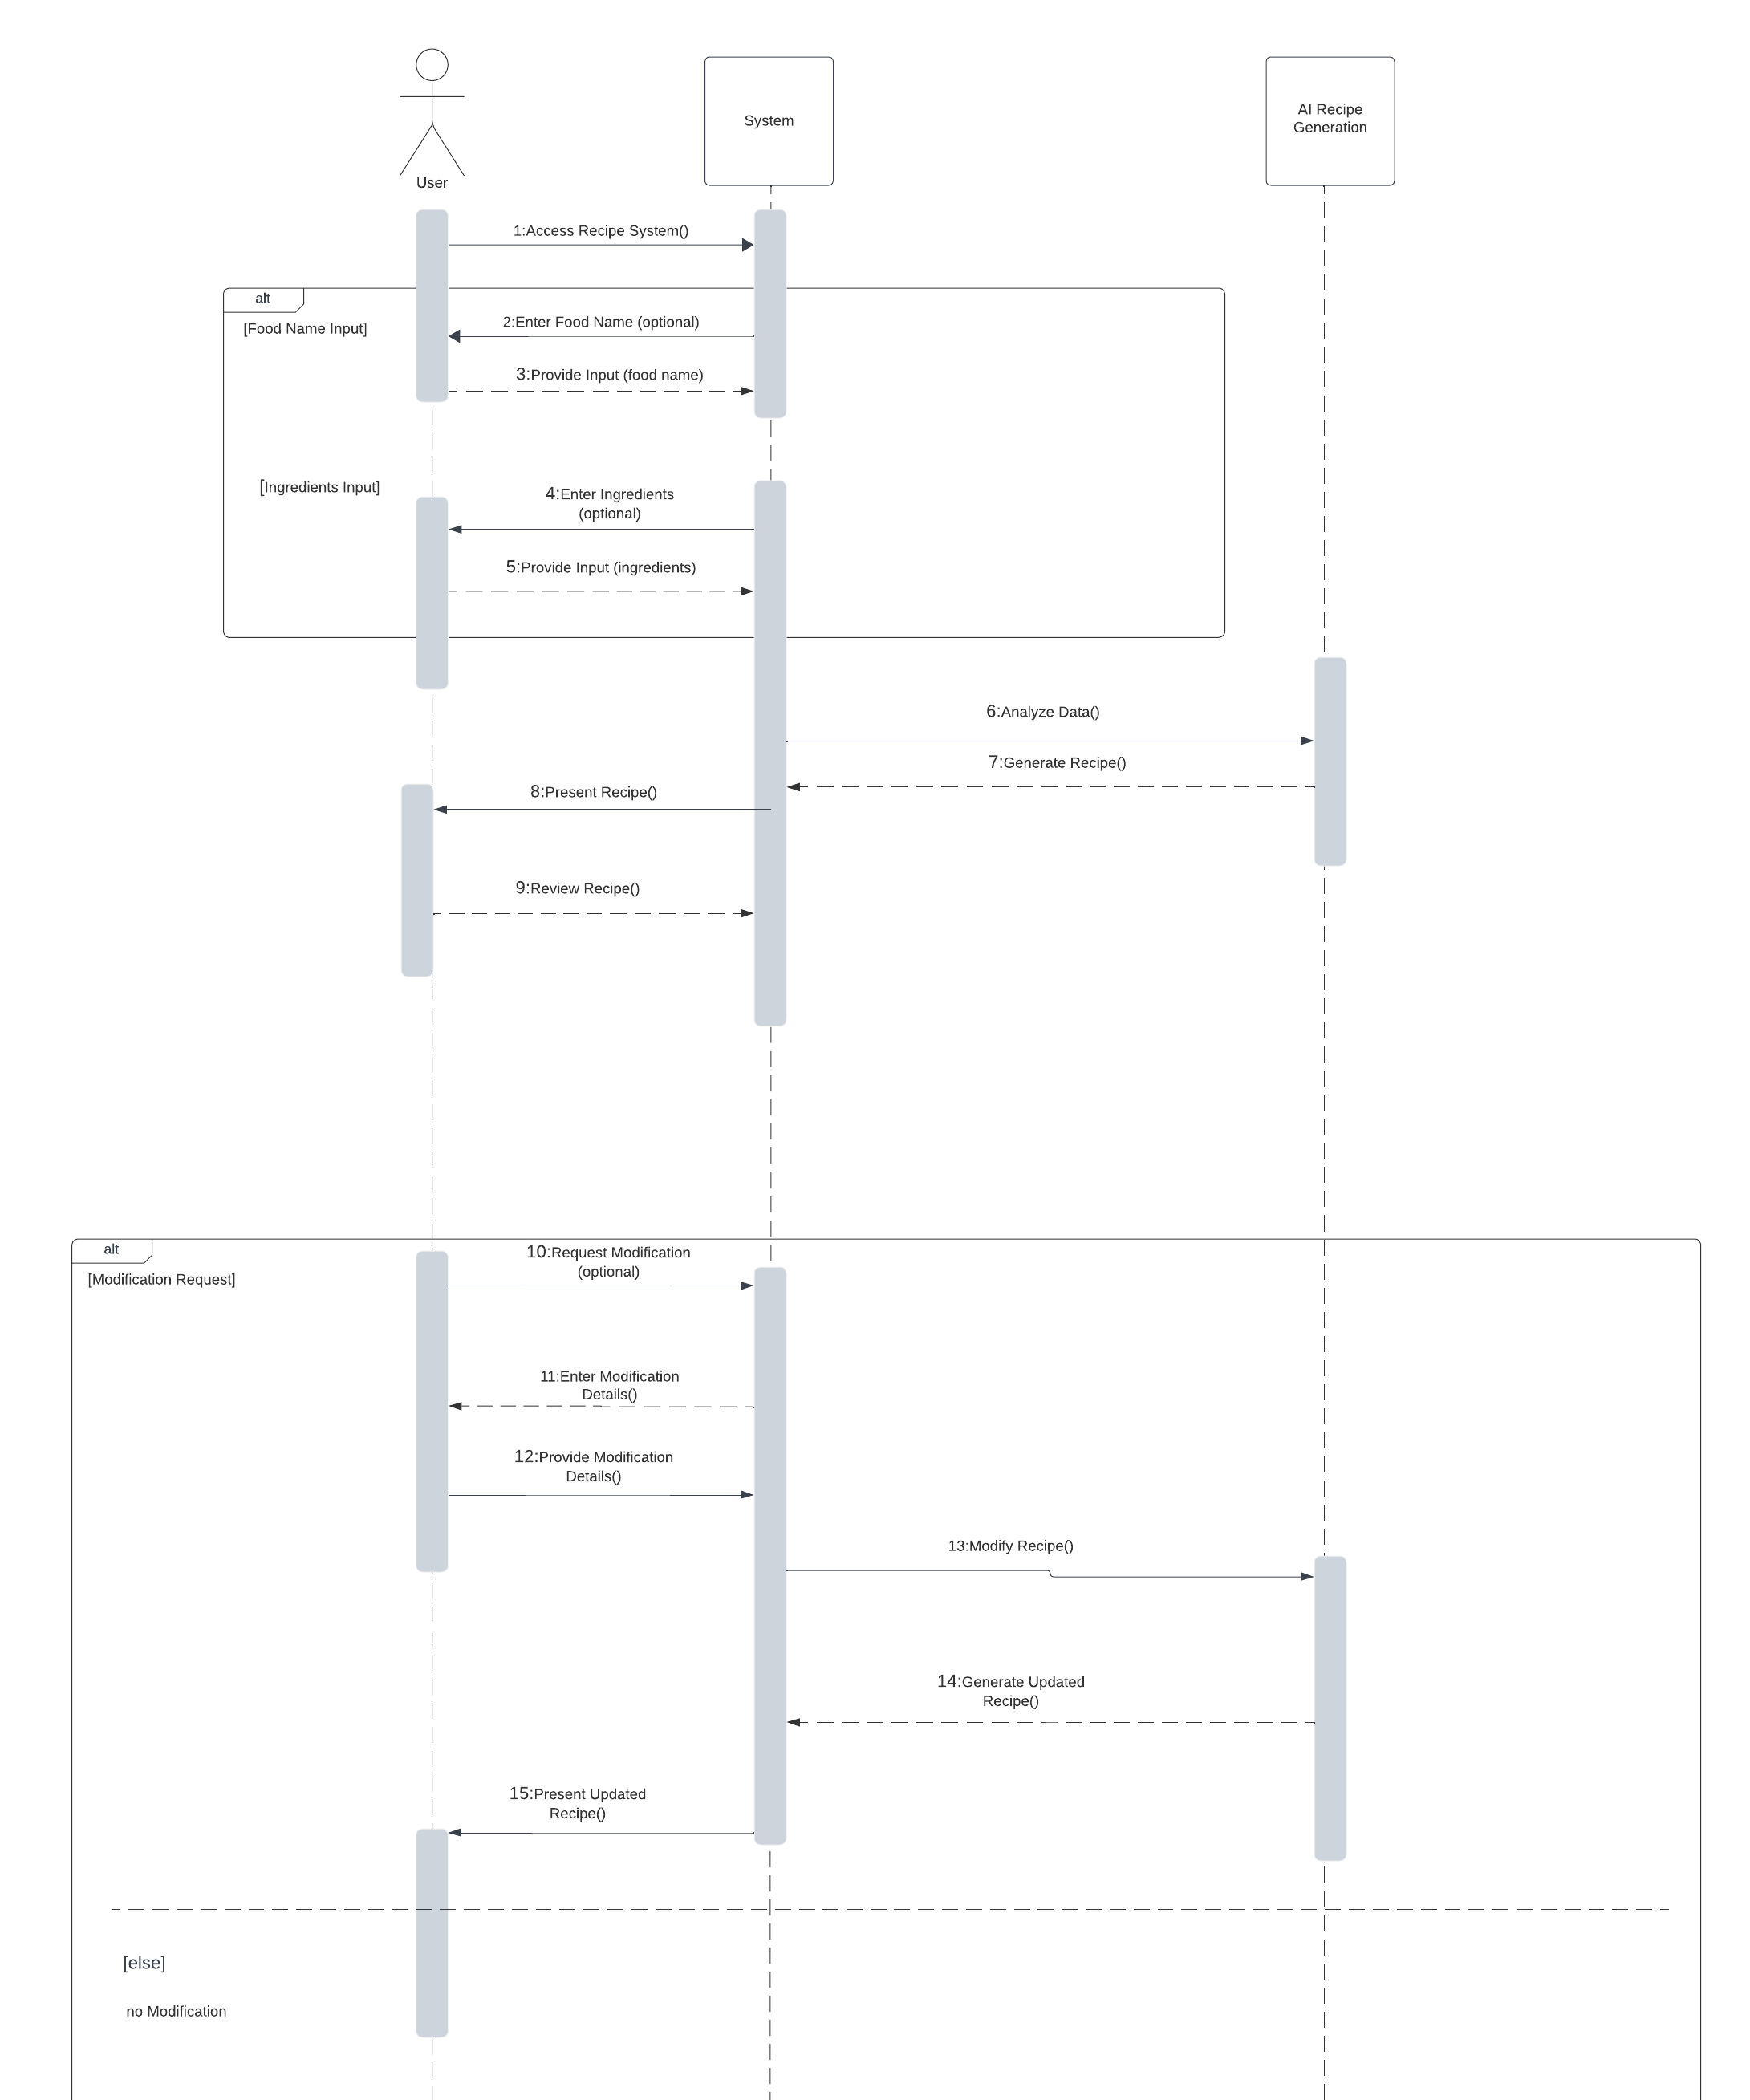 User
System
AI Recipe
Generation
1:Access Recipe System()
alt
[Food Name Input]
2:Enter Food Name (optional)
3:Provide Input (food name)
[Ingredients Input]
4:Enter Ingredients
(optional)
5:Provide Input (ingredients)
6:Analyze Data()
7:Generate Recipe()
8:Present Recipe()
9:Review Recipe()
alt
[Modification Request]
10:Request Modification
(optional)
11:Enter Modification
Details()
12:Provide Modification
Details()
13:Modify Recipe()
14:Generate Updated
Recipe()
15:Present Updated
Recipe()
[else]
no Modification